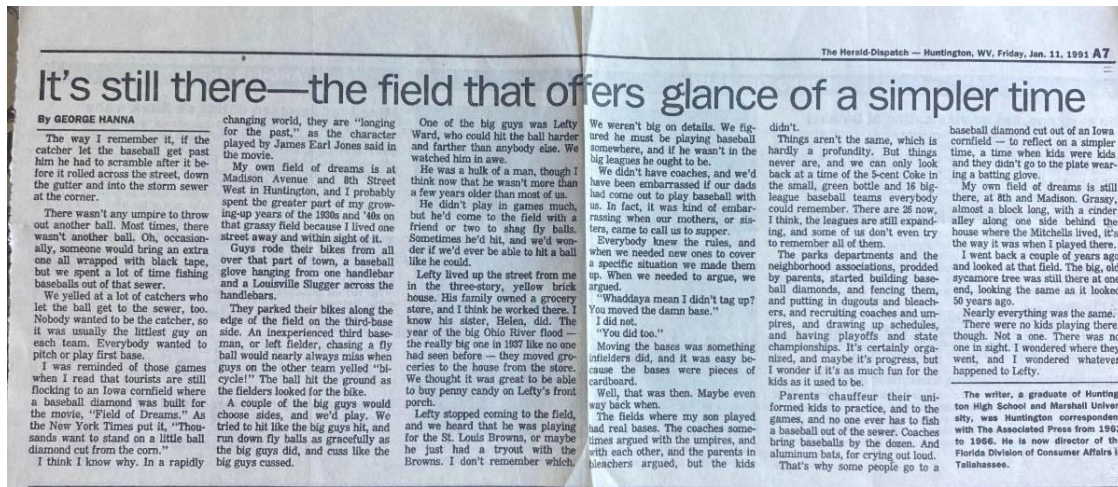 The Herald-Dispatch — Huntington, WV, Friday, Jan. 11, 1991 A7
It's still there—the field that offers glance of a simpler time
By GEORGE HANNA
The way I remember it, if the
catcher let the baseball get past
him he had to scramble after it be-
fore it rolled across the street, down
the gutter and into the storm sewer
at the corner.
There wasn't any umpire to throw
out another ball. Most times, there
wasn't another ball. Oh, occasion-
ally, someone would bring an extra
one all wrapped with black tape,
but we spent a lot of time fishing
baseballs out of that sewer.
We yelled at a lot of catchers who
let the ball get to the sewer, too.
Nobody wanted to be the catcher, so
it was usually the littlest guy on
each team. Everybody wanted to
pitch or play first base.
I was reminded of those games
when I read that tourists are still
flocking to an Iowa cornfield where
a baseball diamond was built for
the movie, "Field of Dreams." As
the New York Times put it, "Thou-
sands want to stand on a little ball
diamond cut from the corn."
I think I know why. In a rapidly
changing world, they are "longing
for the past," as the character
played by James Earl Jones said in
the movie.
My own field of dreams is at
Madison Avenue and 8th Street
West in Huntington, and I probably
spent the greater part of my grow-
ing-up years of the 1930s and '40s on
that grassy field because I lived one
street away and within sight of it.
Guys rode their bikes from all
over that part of town, a baseball
glove hanging from one handlebar
and a Louisville Slugger across the
handlebars.
They parked their bikes along the
edge of the field on the third-base
side. An inexperienced third base-
man, or left fielder, chasing a fly
ball would nearly always miss when
guys on the other team yelled "bi-
cycle!" The ball hit the ground as
the fielders looked for the bike.
A couple of the big guys would
choose sides, and we'd play. We
tried to hit like the big guys hit, and
run down fly balls as gracefully as
the big guys did, and cuss like the
big guys cussed.
One of the big guys was Lefty
Ward, who could hit the ball harder
and farther than anybody else. We
watched him in awe.
He was a hulk of a man, though I
think now that he wasn't more than
a few years older than most of us.
He didn't play in games much,
but he'd come to the field with a
friend or two to shag fly balls.
Sometimes he'd hit, and we'd won-
der if we'd ever be able to hit a ball
like he could.
Lefty lived up the street from me
in the three-story, yellow brick
house. His family owned a grocery
store, and I think he worked there. I
know his sister, Helen, did. The
year of the big Ohio River flood —
the really big one in 1937 like no one
had seen before — they moved gro-
ceries to the house from the store.
We thought it was great to be able
to buy penny candy on Lefty's front
porch.
Lefty stopped coming to the field,
and we heard that he was playing
for the St. Louis Browns, or maybe
he just had a tryout with the
Browns. I don't remember which.
We weren't big on details. We fig-
ured he must be playing baseball
somewhere, and if he wasn't in the
big leagues he ought to be.
We didn't have coaches, and we'd
have been embarrassed if our dads
had come out to play baseball with
us. In fact, it was kind of embar-
rassing when our mothers, or sis-
ters, came to call us to supper.
Everybody knew the rules, and
when we needed new ones to cover
a specific situation we made them
up. When we needed to argue, we
argued.
"Whaddaya mean I didn't tag up?
You moved the damn base."
I did not.
"You did too."
Moving the bases was something
infielders did, and it was easy be-
cause the bases were pieces of
cardboard.
Well, that was then. Maybe even
way back when.
The fields where my son played
had real bases. The coaches some-
times argued with the umpires, and
with each other, and the parents in
bleachers argued, but the kids
didn't.
Things aren't the same, which is
hardly a profundity. But things
never are, and we can only look
back at a time of the 5-cent Coke in
the small, green bottle and 16 big-
league baseball teams everybody
could remember. There are 26 now,
I think, the leagues are still expand-
ing, and some of us don't even try
to remember all of them.
The parks departments and the
neighborhood associations, prodded
by parents, started building base-
ball diamonds, and fencing them,
and putting in dugouts and bleach-
ers, and recruiting coaches and um-
pires, and drawing up schedules,
and having playoffs and state
championships. It's certainly orga-
nized, and maybe it's progress, but
I wonder if it's as much fun for the
kids as it used to be.
Parents chauffeur their uni-
formed kids to practice, and to the
games, and no one ever has to fish
a baseball out of the sewer. Coaches
bring baseballs by the dozen. And
aluminum bats, for crying out loud.
That's why some people go to a
baseball diamond cut out of an Iowa
cornfield — to reflect on a simpler
time, a time when kids were kids
and they didn't go to the plate wear-
ing a batting glove.
My own field of dreams is still
there, at 8th and Madison. Grassy,
almost a block long, with a cinder
alley along one side behind the
house where the Mitchells lived, it's
the way it was when I played there.
I went back a couple of years ago
and looked at that field. The big, old
sycamore tree was still there at one
end, looking the same as it looked
50 years ago.
Nearly everything was the same.
There were no kids playing there
though. Not a one. There was no
one in sight. I wondered where they
went, and I wondered whatever
happened to Lefty.
The writer, a graduate of Hunting
ton High School and Marshall Univer
sity, was Huntington corresponden
with The Associated Press from 196
to 1966. He is now director of th
Florida Division of Consumer Affairs i
Tallahassee.